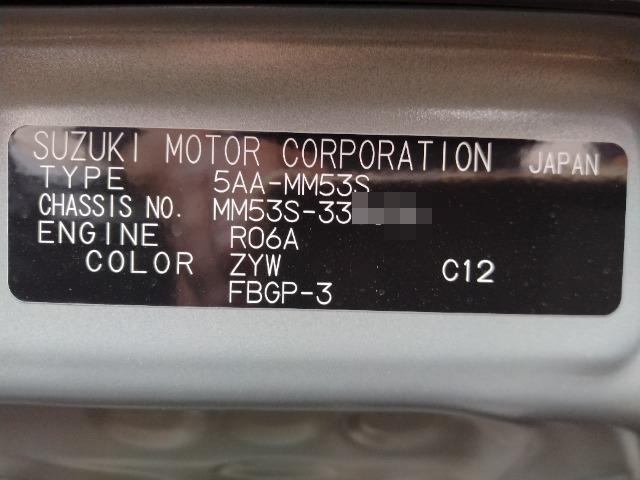 SUZUKI MOTOR CORPORATION JAPAN
TYPE 5AA-MM53S
CHASSIS NO. MM53S-33
ENGINE R06A
COLOR ZYW C12
FBGP-3